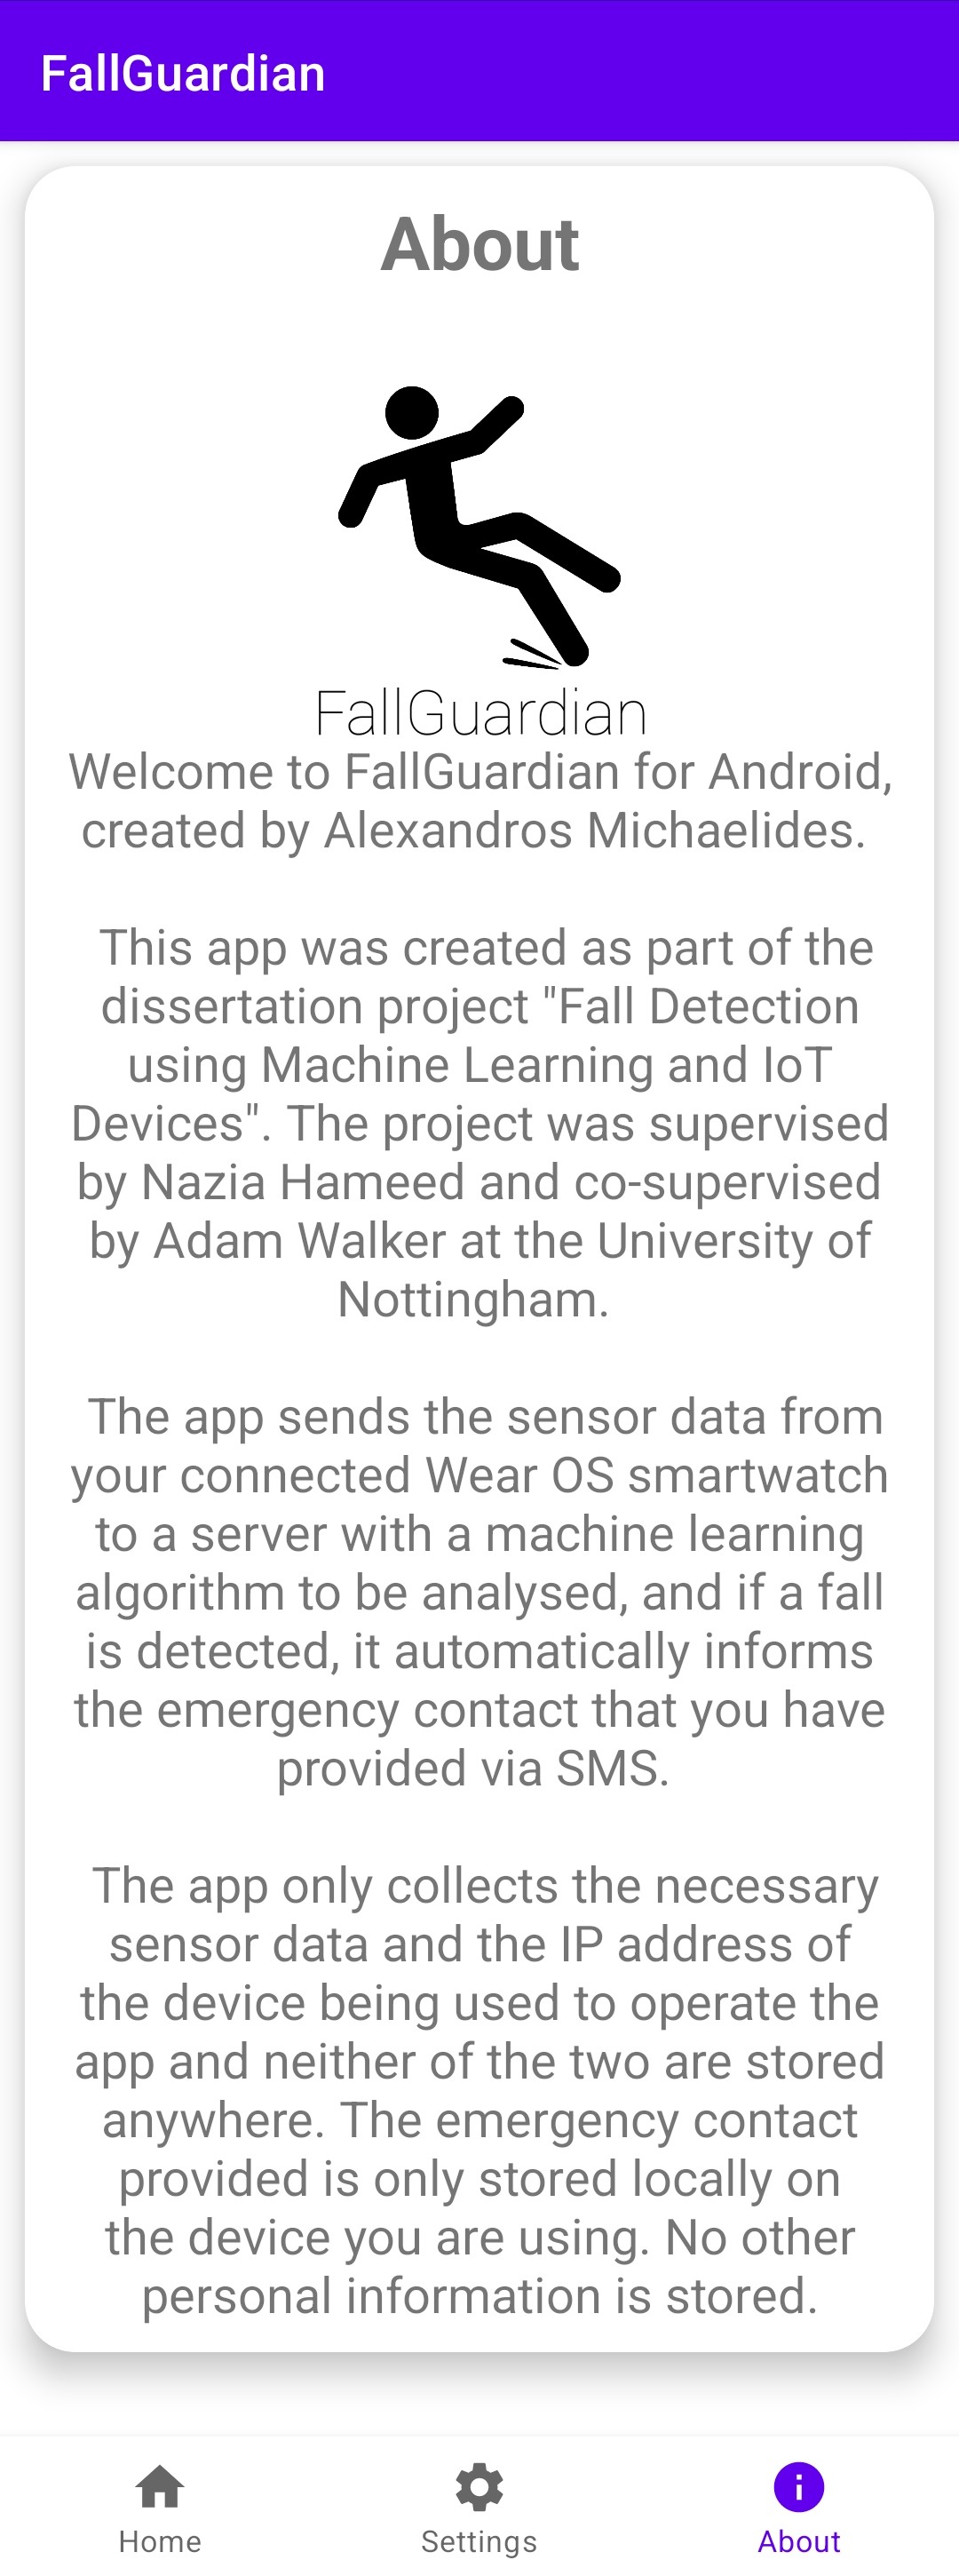 FallGuardian
About
FallGuardian
Welcome to FallGuardian for Android,
created by Alexandros Michaelides.
This app was created as part of the
dissertation project "Fall Detection
using Machine Learning and IoT
Devices". The project was supervised
by Nazia Hameed and co-supervised
by Adam Walker at the University of
Nottingham.
The app sends the sensor data from
your connected Wear OS smartwatch
to a server with a machine learning
algorithm to be analysed, and if a fall
is detected, it automatically informs
the emergency contact that you have
provided via SMS.
The app only collects the necessary
sensor data and the IP address of
the device being used to operate the
app and neither of the two are stored
anywhere. The emergency contact
provided is only stored locally on
the device you are using. No other
personal information is stored.
Home Settings About